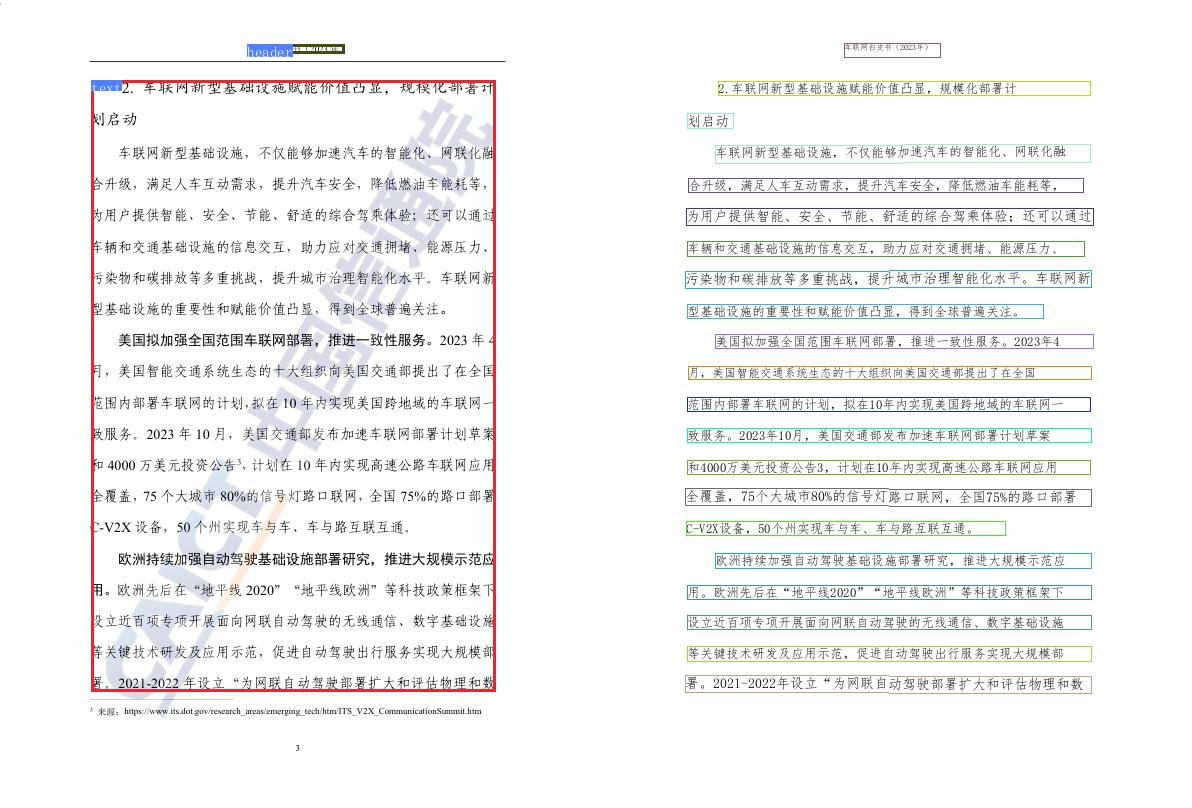 header
text2. 车联网新型基础设施赋能价值凸显，规模化部署计
划启动
车联网新型基础设施，不仅能够加速汽车的智能化、网联化融
合升级，满足人车互动需求，提升汽车安全，降低燃油车能耗等，
为用户提供智能、安全、节能、舒适的综合驾乘体验；还可以通过
车辆和交通基础设施的信息交互，助力应对交通拥堵、能源压力、
污染物和碳排放等多重挑战，提升城市治理智能化水平。车联网新
型基础设施的重要性和赋能价值凸显，得到全球普遍关注。
美国拟加强全国范围车联网部署，推进一致性服务。2023 年 4
月，美国智能交通系统生态的十大组织向美国交通部提出了在全国
范围内部署车联网的计划，拟在 10 年内实现美国跨地域的车联网一
致服务。2023 年 10 月，美国交通部发布加速车联网部署计划草案
和 4000 万美元投资公告3，计划在 10 年内实现高速公路车联网应用
全覆盖，75 个大城市 80%的信号灯路口联网，全国 75%的路口部署
C-V2X 设备，50 个州实现车与车、车与路互联互通。
欧洲持续加强自动驾驶基础设施部署研究，推进大规模示范应
用。欧洲先后在“地平线 2020”“地平线欧洲”等科技政策框架下
设立近百项专项开展面向网联自动驾驶的无线通信、数字基础设施
等关键技术研发及应用示范，促进自动驾驶出行服务实现大规模部
署。2021-2022 年设立“为网联自动驾驶部署扩大和评估物理和数
3 来源：https://www.its.dot.gov/research_areas/emerging_tech/htm/ITS_V2X_CommunicationSummit.htm
3
CAICT 中国信通院
车联网白皮书（2023年）
2.车联网新型基础设施赋能价值凸显，规模化部署计
划启动
车联网新型基础设施，不仅能够加速汽车的智能化、网联化融
合升级，满足人车互动需求，提升汽车安全，降低燃油车能耗等，
为用户提供智能、安全、节能、舒适的综合驾乘体验；还可以通过
车辆和交通基础设施的信息交互，助力应对交通拥堵、能源压力、
污染物和碳排放等多重挑战，提升城市治理智能化水平。车联网新
型基础设施的重要性和赋能价值凸显，得到全球普遍关注。
美国拟加强全国范围车联网部署，推进一致性服务。2023年4
月，美国智能交通系统生态的十大组织向美国交通部提出了在全国
范围内部署车联网的计划，拟在10年内实现美国跨地域的车联网一
致服务。2023年10月，美国交通部发布加速车联网部署计划草案
和4000万美元投资公告3，计划在10年内实现高速公路车联网应用
全覆盖，75个大城市80%的信号灯路口联网，全国75%的路口部署
C-V2X设备，50个州实现车与车、车与路互联互通。
欧洲持续加强自动驾驶基础设施部署研究，推进大规模示范应
用。欧洲先后在“地平线2020”“地平线欧洲”等科技政策框架下
设立近百项专项开展面向网联自动驾驶的无线通信、数字基础设施
等关键技术研发及应用示范，促进自动驾驶出行服务实现大规模部
署。2021-2022年设立“为网联自动驾驶部署扩大和评估物理和数